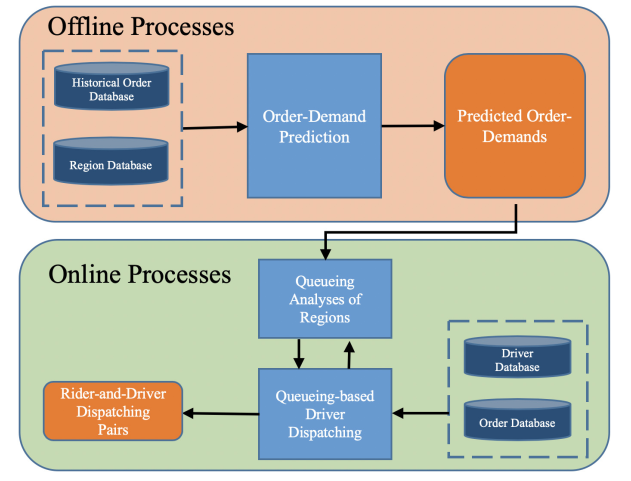 Offline Processes
Historical Order
Database
Region Database
Order-Demand
Prediction
Predicted Order-
Demands
Online Processes
Queueing
Analyses of
Regions
Driver
Database
Order Database
Queueing-based
Driver
Dispatching
Rider-and-Driver
Dispatching
Pairs